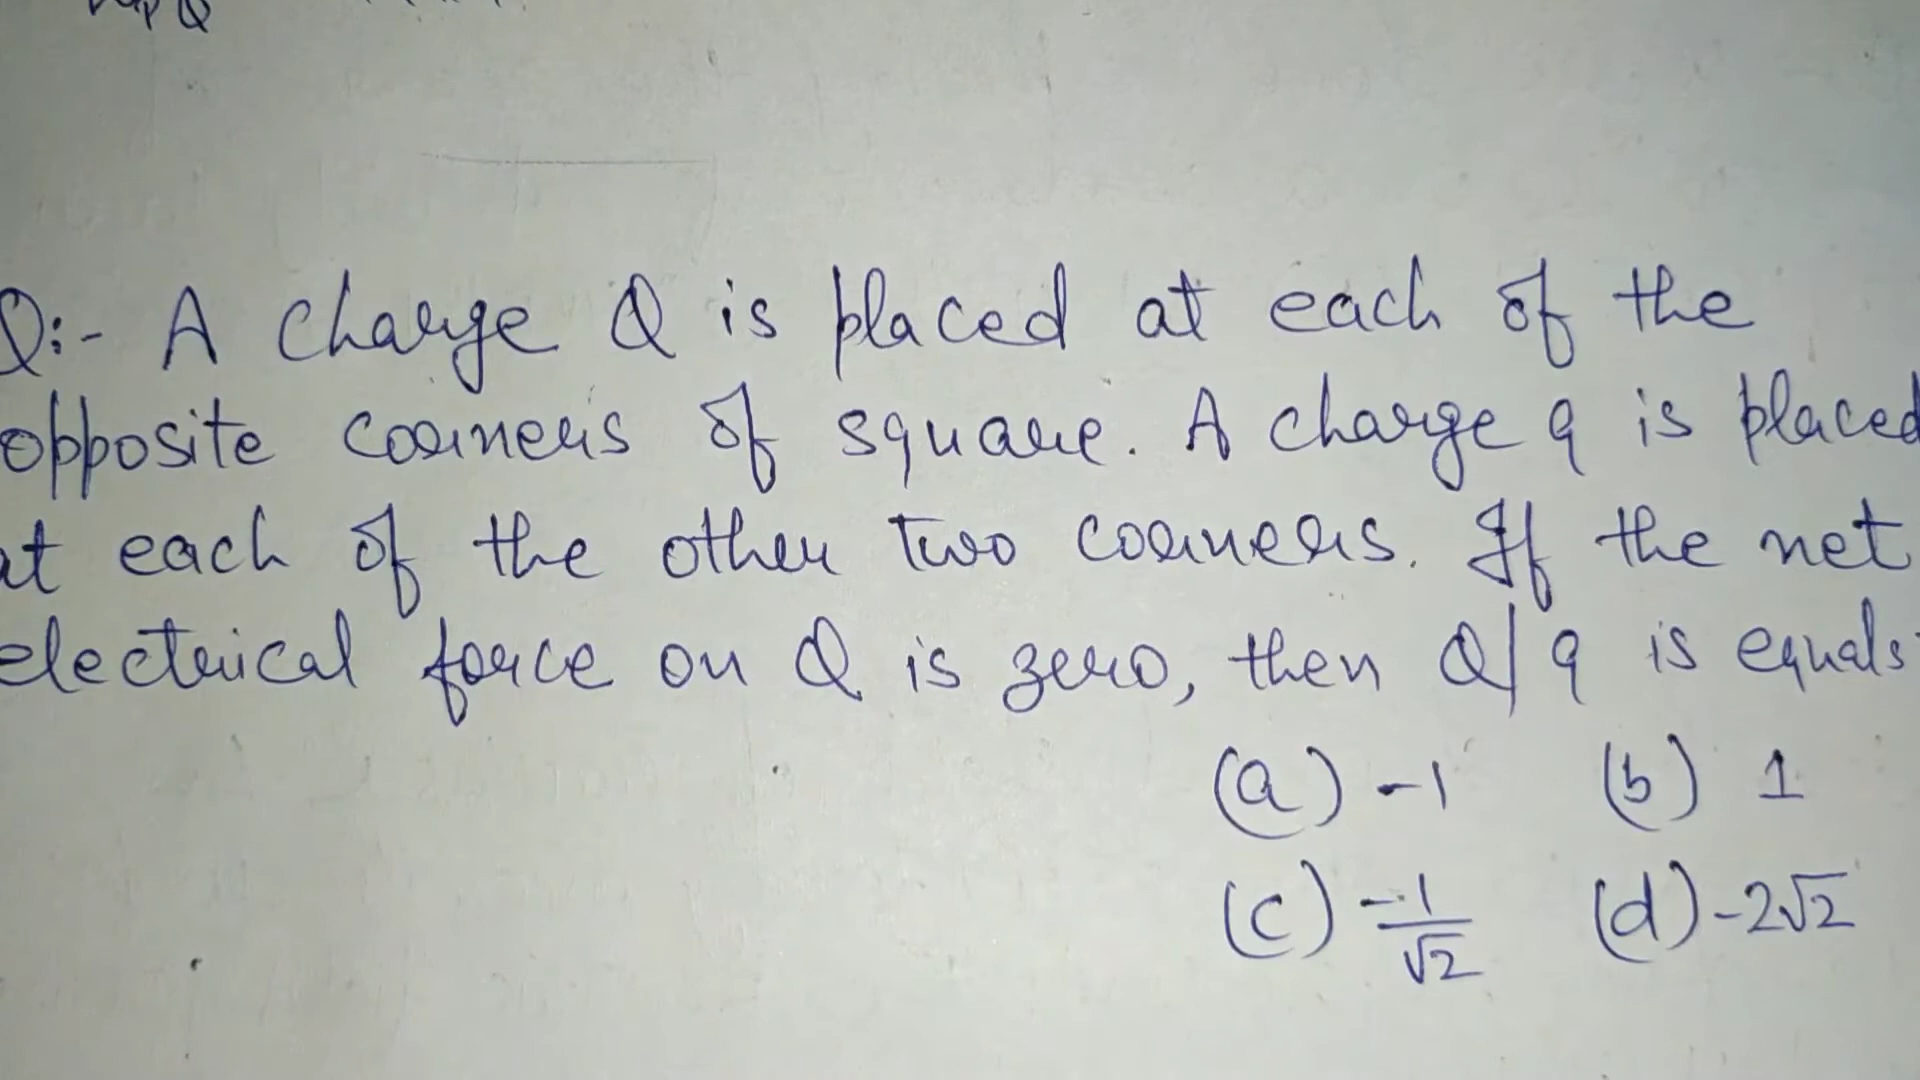 Q:- A charge Q is placed at each of the
opposite corners of square. A charge q is placed
at each of the other two corners. If the net
electrical force on Q is zero, then Q/q is equals
(a) -1 (b) 1
(c) -1/√2 (d) -2√2